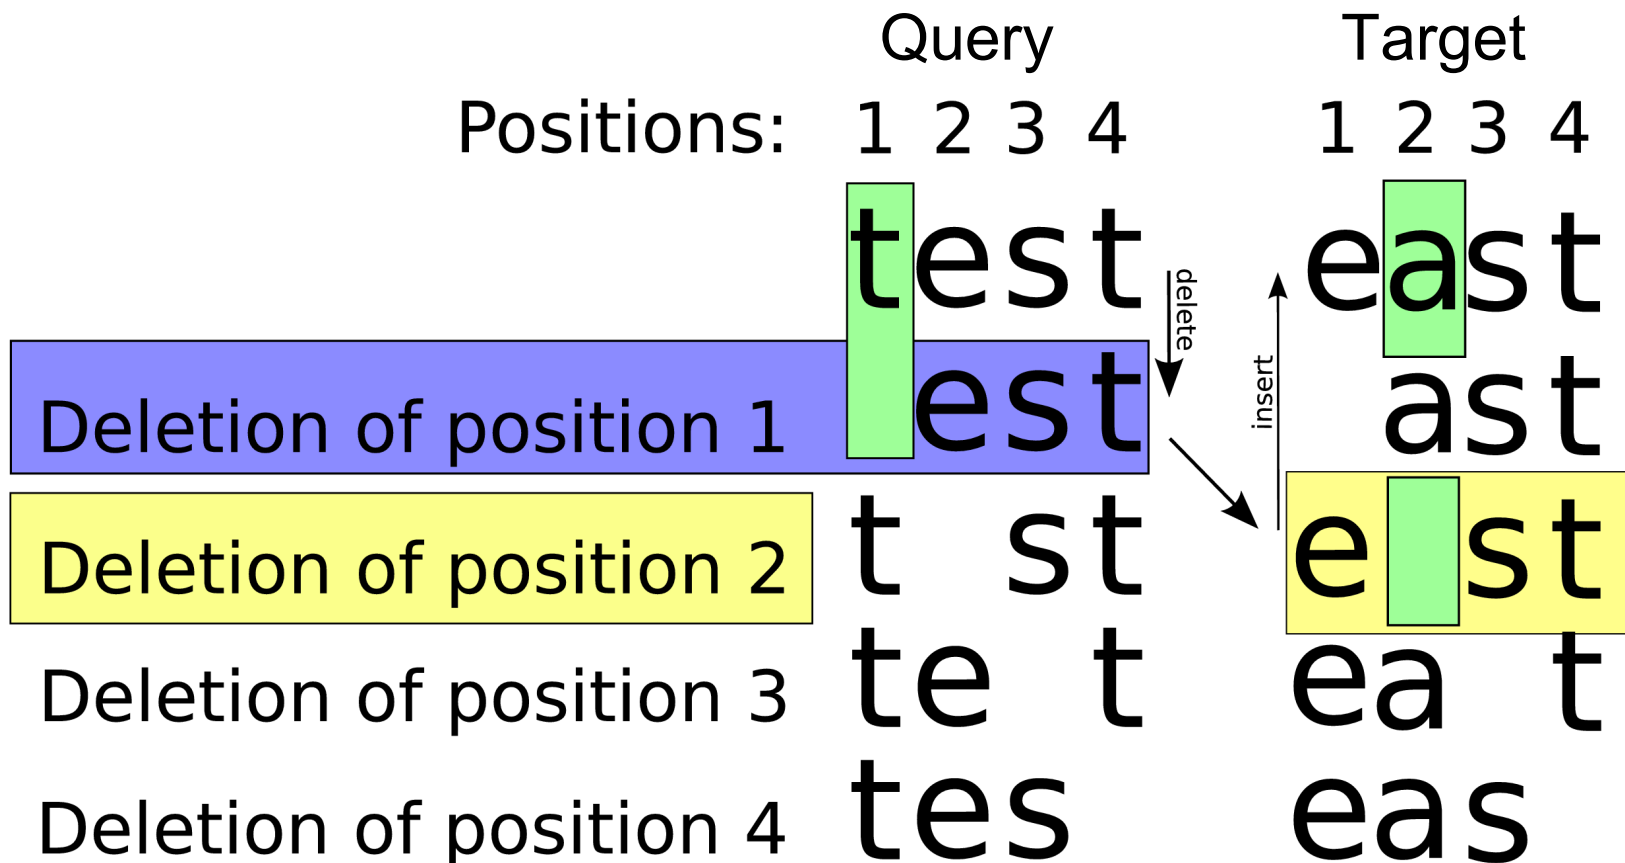 Query Target
Positions: 1 2 3 4 1 2 3 4
test east
delete
insert
Deletion of position 1 est ast
Deletion of position 2 t st e st
Deletion of position 3 te t ea t
Deletion of position 4 tes eas